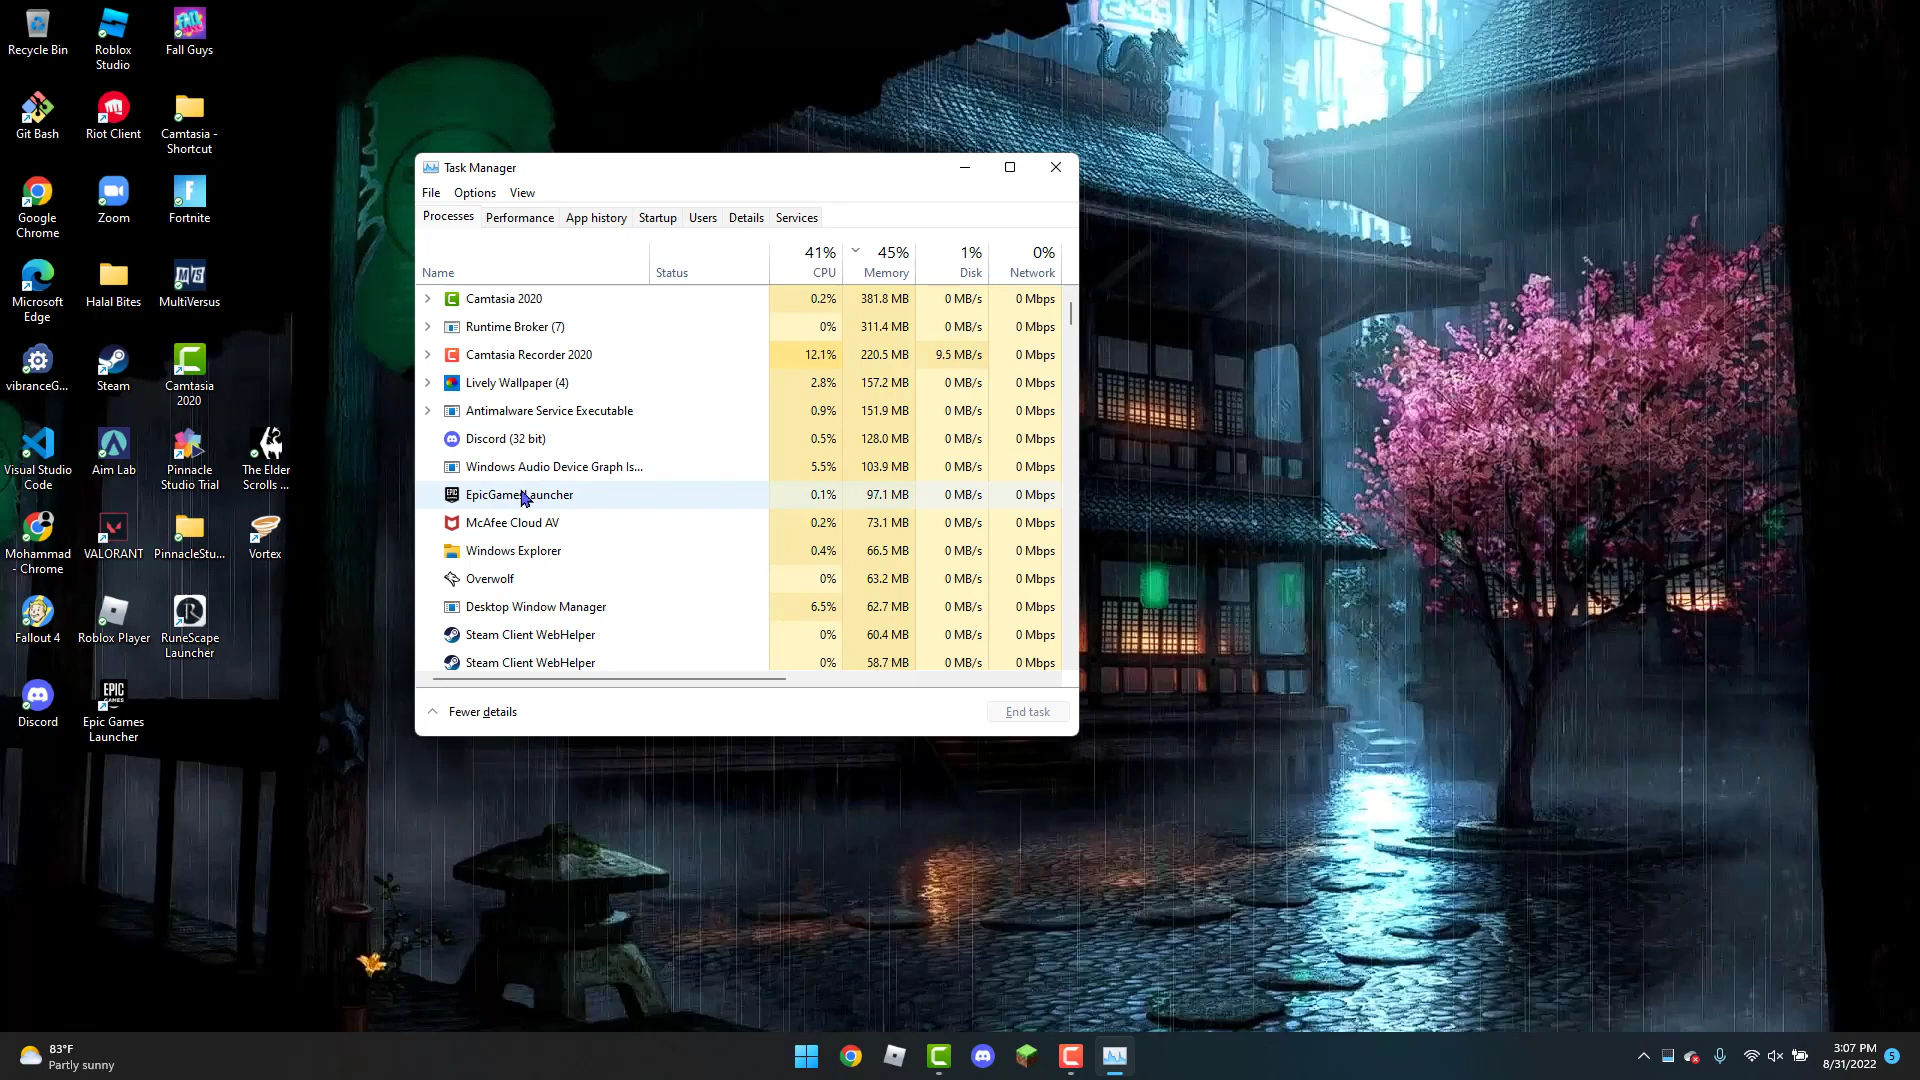 Recycle Bin
Roblox
Studio
Fall Guys
Git Bash
Riot Client
Camtasia -
Shortcut
Google
Chrome
Zoom
Fortnite
Microsoft
Edge
Halal Bites
MultiVersus
vibranceG...
Steam
Camtasia
2020
Visual Studio
Code
Aim Lab
Pinnacle
Studio Trial
The Elder
Scrolls ...
Mohammad
- Chrome
VALORANT
PinnacleStu...
Vortex
Fallout 4
Roblox Player
RuneScape
Launcher
Discord
EPIC
GAMES
Epic Games
Launcher
Task Manager
File Options View
Processes Performance App history Startup Users Details Services
41% 45% 1% 0%
Name Status CPU Memory Disk Network
Camtasia 2020 0.2% 381.8 MB 0 MB/s 0 Mbps
Runtime Broker (7) 0% 311.4 MB 0 MB/s 0 Mbps
Camtasia Recorder 2020 12.1% 220.5 MB 9.5 MB/s 0 Mbps
Lively Wallpaper (4) 2.8% 157.2 MB 0 MB/s 0 Mbps
Antimalware Service Executable 0.9% 151.9 MB 0 MB/s 0 Mbps
Discord (32 bit) 0.5% 128.0 MB 0 MB/s 0 Mbps
Windows Audio Device Graph Is... 5.5% 103.9 MB 0 MB/s 0 Mbps
EpicGamesLauncher 0.1% 97.1 MB 0 MB/s 0 Mbps
McAfee Cloud AV 0.2% 73.1 MB 0 MB/s 0 Mbps
Windows Explorer 0.4% 66.5 MB 0 MB/s 0 Mbps
Overwolf 0% 63.2 MB 0 MB/s 0 Mbps
Desktop Window Manager 6.5% 62.7 MB 0 MB/s 0 Mbps
Steam Client WebHelper 0% 60.4 MB 0 MB/s 0 Mbps
Steam Client WebHelper 0% 58.7 MB 0 MB/s 0 Mbps
Fewer details End task
83°F
Partly sunny
3:07 PM
8/31/2022
5